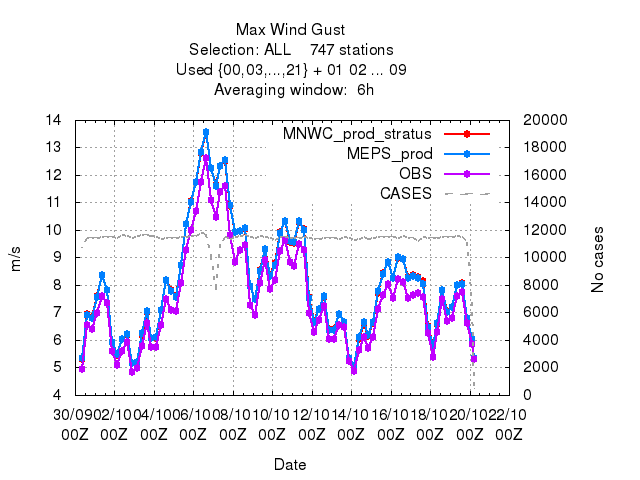 Max Wind Gust
Selection: ALL 747 stations
Used {00,03,...,21} + 01 02 ... 09
Averaging window: 6h
MNWC_prod_stratus
MEPS_prod
OBS
CASES
m/s
14
13
12
11
10
9
8
7
6
5
4
20000
18000
16000
14000
12000
10000
8000
6000
4000
2000
0
No cases
30/09 02/10 04/10 06/10 08/10 10/10 12/10 14/10 16/10 18/10 20/10 22/10
00Z 00Z 00Z 00Z 00Z 00Z 00Z 00Z 00Z 00Z 00Z 00Z
Date